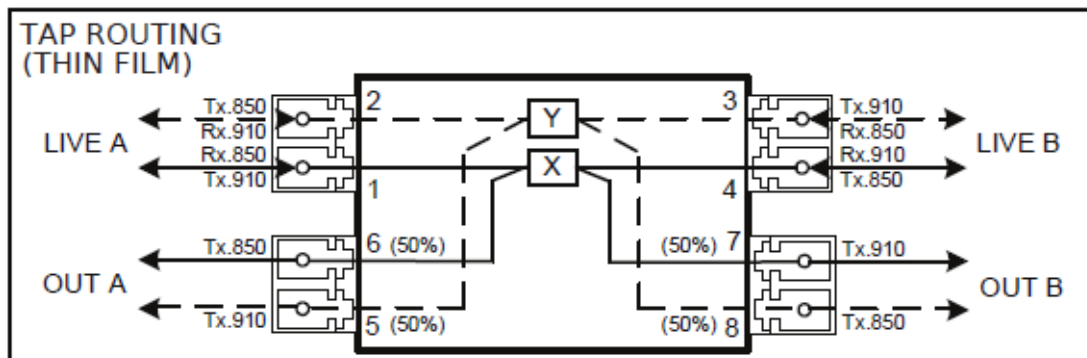 TAP ROUTING
(THIN FILM)
Tx.850 2 3 Tx.910
Rx.910 Y Rx.850
LIVE A LIVE B
Rx.850 X Rx.910
Tx.910 1 4 Tx.850
Tx.850 6 (50%) (50%) 7 Tx.910
OUT A OUT B
Tx.910 5 (50%) (50%) 8 Tx.850